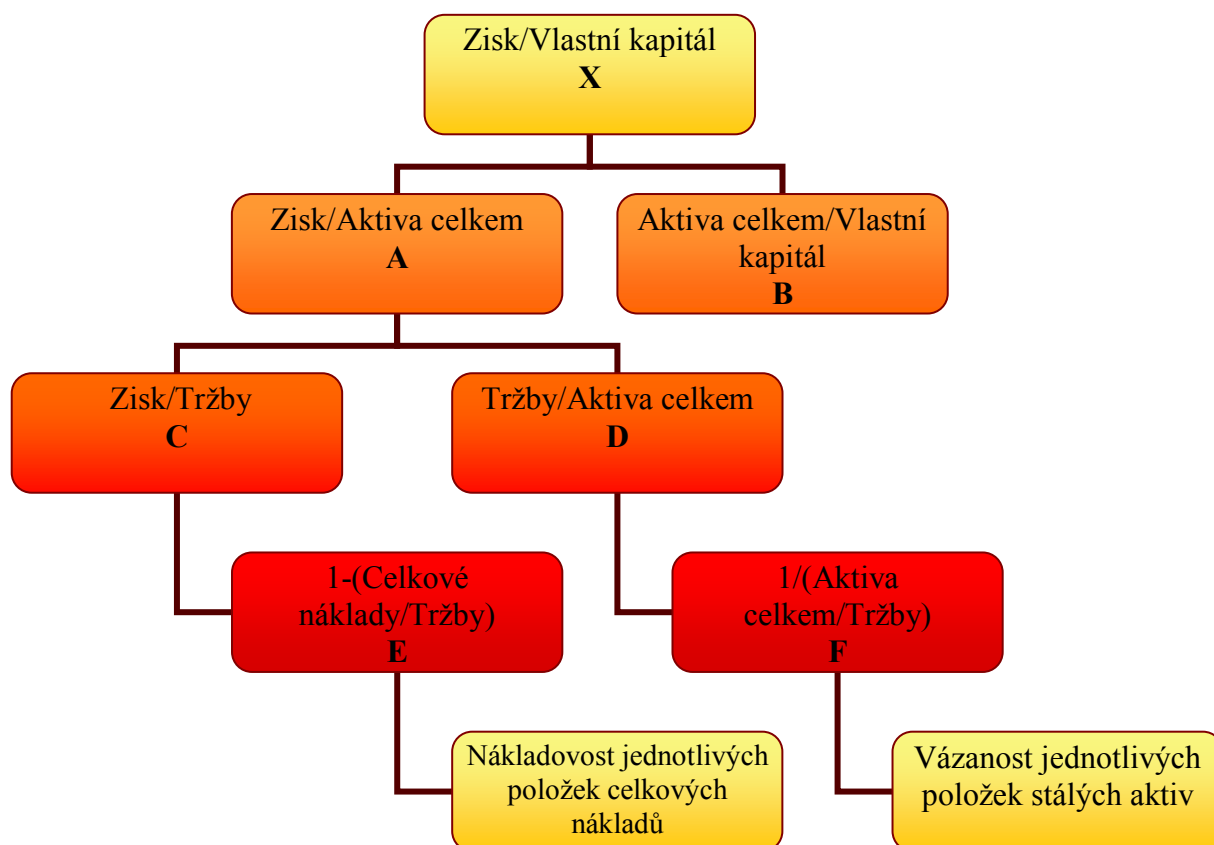 Zisk/Vlastní kapitál
X
Zisk/Aktiva celkem
A
Aktiva celkem/Vlastní
kapitál
B
Zisk/Tržby
C
Tržby/Aktiva celkem
D
1-(Celkové
náklady/Tržby)
E
1/(Aktiva
celkem/Tržby)
F
Nákladovost jednotlivých
položek celkových
nákladů
Vázanost jednotlivých
položek stálých aktiv